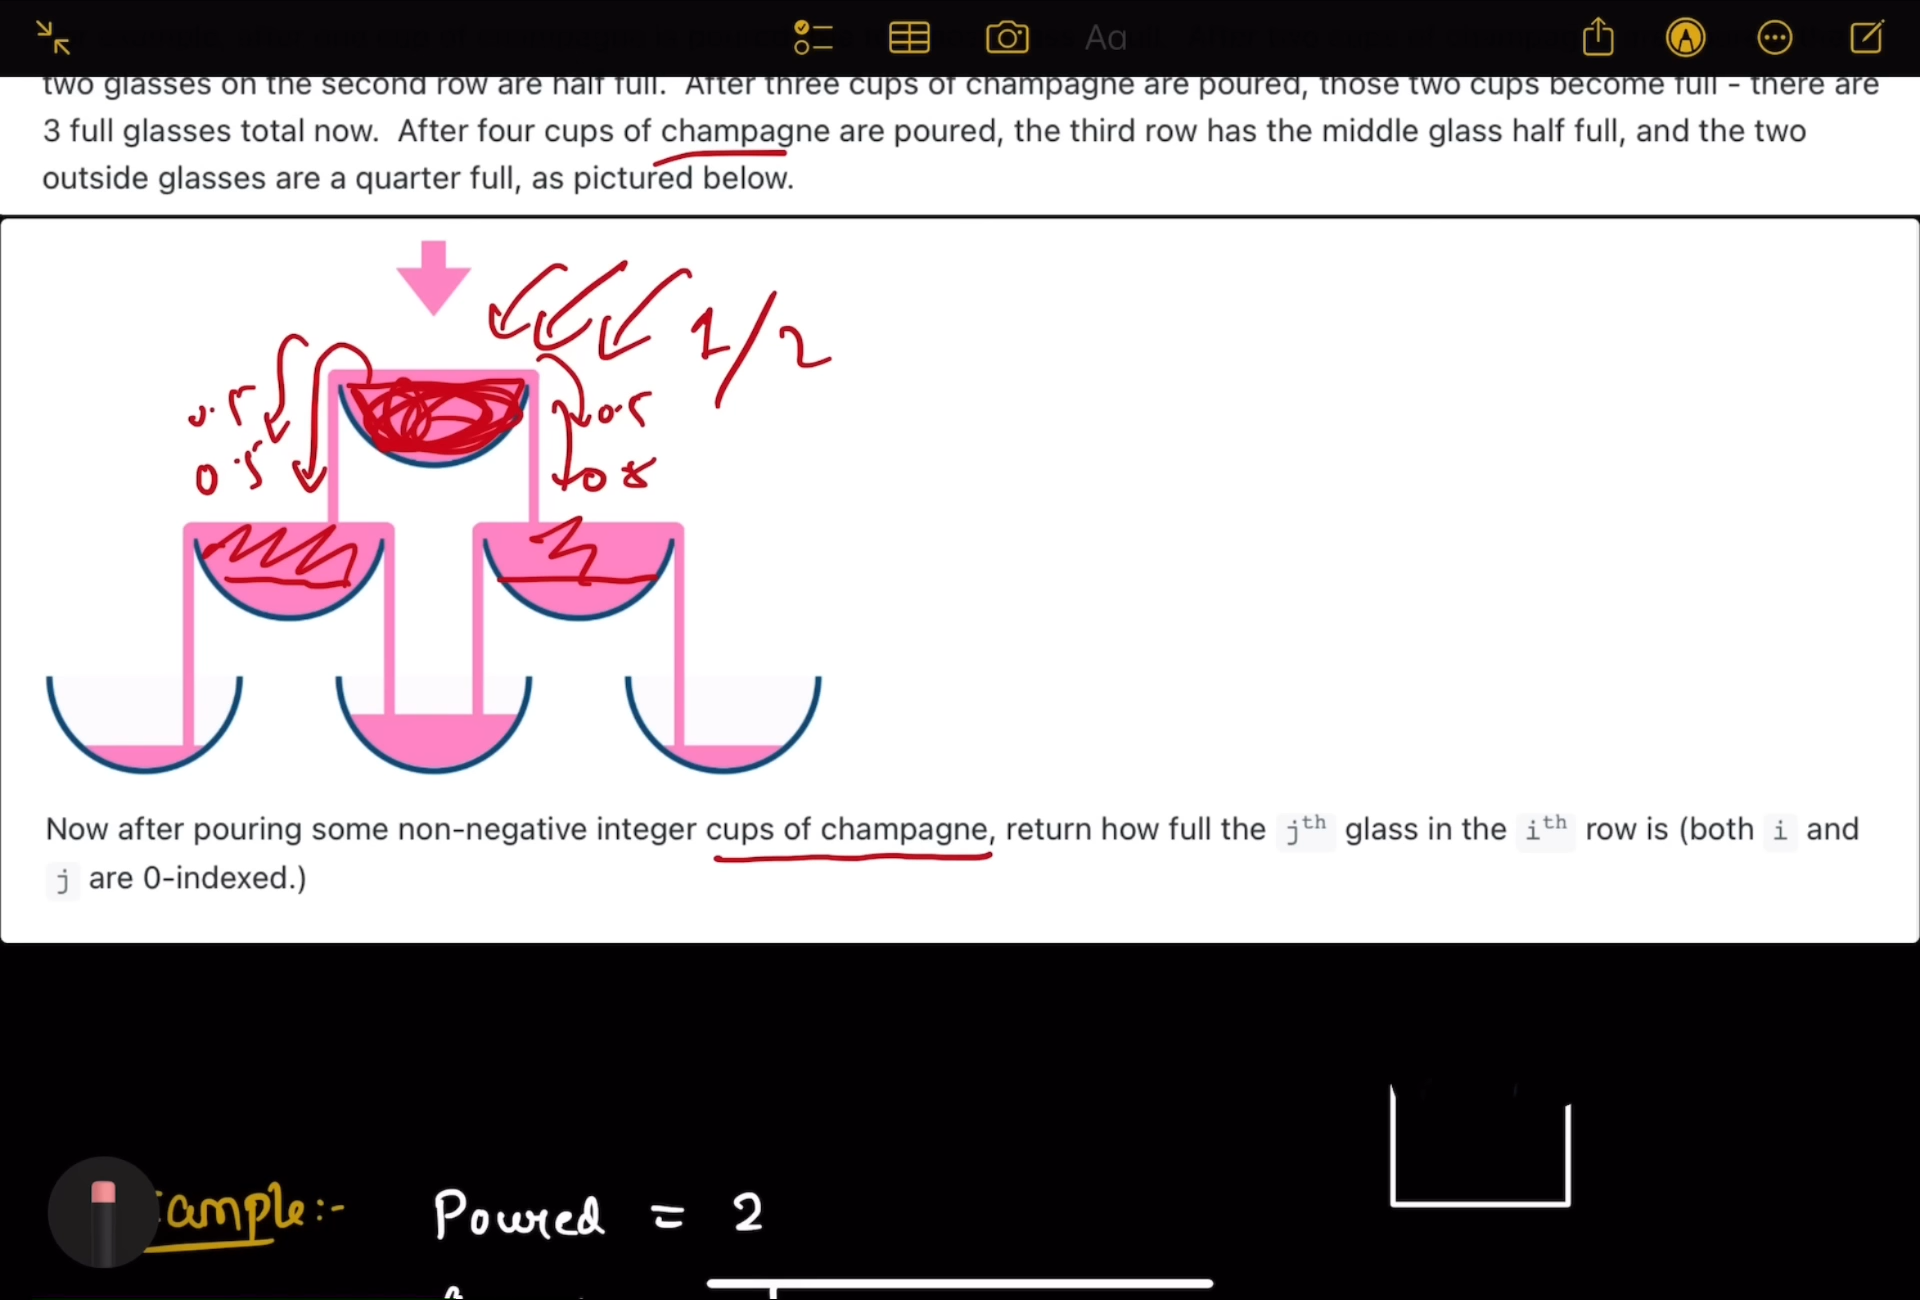 Aa
two glasses on the second row are half full. After three cups of champagne are poured, those two cups become full - there are
3 full glasses total now. After four cups of champagne are poured, the third row has the middle glass half full, and the two
outside glasses are a quarter full, as pictured below.
1/2
0.5
0.5
0.5
0.5
Now after pouring some non-negative integer cups of champagne, return how full the jth glass in the ith row is (both i and
j are 0-indexed.)
ample:- Poured = 2